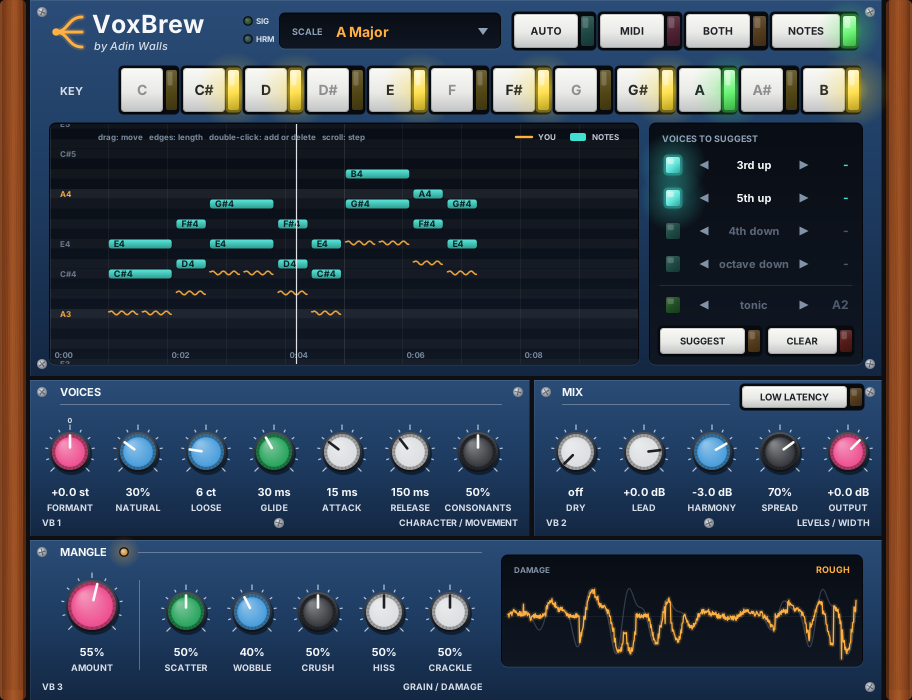 VoxBrew
by Adin Walls
SIG
HRM
SCALE A Major
AUTO MIDI BOTH NOTES
KEY C C# D D# E F F# G G# A A# B
drag: move edges: length double-click: add or delete scroll: step
YOU NOTES
C#5
B4
A4 A4
G#4 G#4 G#4
F#4 F#4 F#4
E4 E4 E4 E4 E4
D4 D4
C#4 C#4 C#4
A3
0:00 0:02 0:04 0:06 0:08
VOICES TO SUGGEST
3rd up -
5th up -
4th down -
octave down -
tonic A2
SUGGEST CLEAR
VOICES
0
+0.0 st 30% 6 ct 30 ms 15 ms 150 ms 50%
FORMANT NATURAL LOOSE GLIDE ATTACK RELEASE CONSONANTS
VB 1 CHARACTER / MOVEMENT
MIX LOW LATENCY
off +0.0 dB -3.0 dB 70% +0.0 dB
DRY LEAD HARMONY SPREAD OUTPUT
VB 2 LEVELS / WIDTH
MANGLE
55% 50% 40% 50% 50% 50%
AMOUNT SCATTER WOBBLE CRUSH HISS CRACKLE
VB 3 GRAIN / DAMAGE
DAMAGE ROUGH